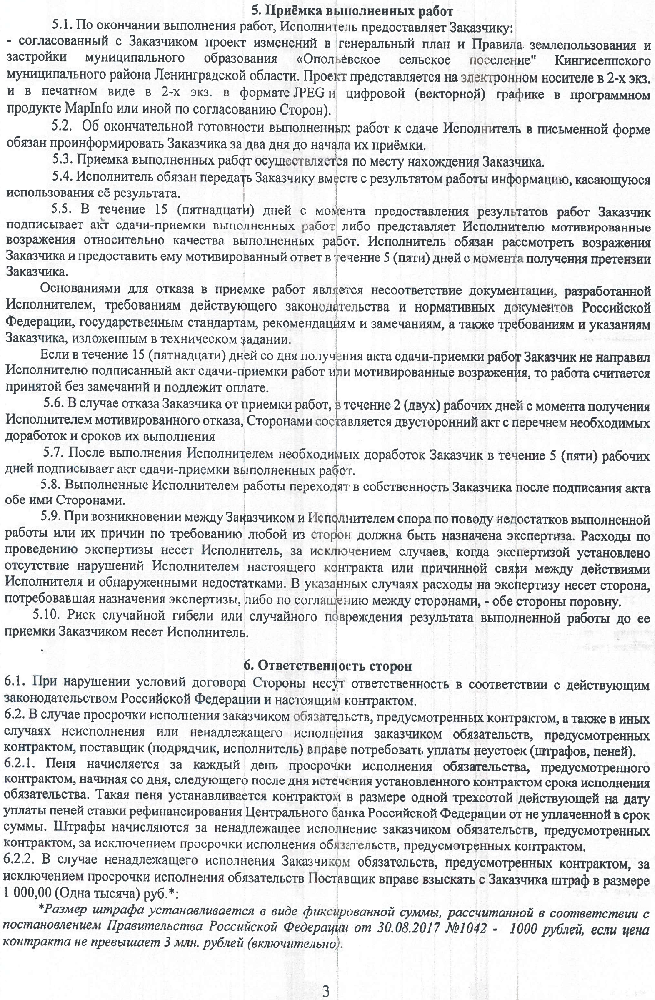 5. Приёмка выполненных работ
5.1. По окончании выполнения работ, Исполнитель предоставляет Заказчику:
- согласованный с Заказчиком проект изменений в генеральный план и Правила землепользования и
застройки муниципального образования «Опольевское сельское поселение" Кингисеппского
муниципального района Ленинградской области. Проект представляется на электронном носителе в 2-х экз.
и в печатном виде в 2-х экз. в формате JPEG и цифровой (векторной) графике в программном
продукте MapInfo или иной по согласованию Сторон).
5.2. Об окончательной готовности выполненных работ к сдаче Исполнитель в письменной форме
обязан проинформировать Заказчика за два дня до начала их приёмки.
5.3. Приемка выполненных работ осуществляется по месту нахождения Заказчика.
5.4. Исполнитель обязан передать Заказчику вместе с результатом работы информацию, касающуюся
использования её результата.
5.5. В течение 15 (пятнадцати) дней с момента предоставления результатов работ Заказчик
подписывает акт сдачи-приемки выполненных работ либо представляет Исполнителю мотивированные
возражения относительно качества выполненных работ. Исполнитель обязан рассмотреть возражения
Заказчика и предоставить ему мотивированный ответ в течение 5 (пяти) дней с момента получения претензии
Заказчика.
Основаниями для отказа в приемке работ является несоответствие документации, разработанной
Исполнителем, требованиям действующего законодательства и нормативных документов Российской
Федерации, государственным стандартам, рекомендациям и замечаниям, а также требованиям и указаниям
Заказчика, изложенным в техническом задании.
Если в течение 15 (пятнадцати) дней со дня получения акта сдачи-приемки работ Заказчик не направил
Исполнителю подписанный акт сдачи-приемки работ или мотивированные возражения, то работа считается
принятой без замечаний и подлежит оплате.
5.6. В случае отказа Заказчика от приемки работ, в течение 2 (двух) рабочих дней с момента получения
Исполнителем мотивированного отказа, Сторонами составляется двусторонний акт с перечнем необходимых
доработок и сроков их выполнения
5.7. После выполнения Исполнителем необходимых доработок Заказчик в течение 5 (пяти) рабочих
дней подписывает акт сдачи-приемки выполненных работ.
5.8. Выполненные Исполнителем работы переходят в собственность Заказчика после подписания акта
обе ими Сторонами.
5.9. При возникновении между Заказчиком и Исполнителем спора по поводу недостатков выполненной
работы или их причин по требованию любой из сторон должна быть назначена экспертиза. Расходы по
проведению экспертизы несет Исполнитель, за исключением случаев, когда экспертизой установлено
отсутствие нарушений Исполнителем настоящего контракта или причинной связи между действиями
Исполнителя и обнаруженными недостатками. В указанных случаях расходы на экспертизу несет сторона,
потребовавшая назначения экспертизы, либо по соглашению между сторонами, - обе стороны поровну.
5.10. Риск случайной гибели или случайного повреждения результата выполненной работы до ее
приемки Заказчиком несет Исполнитель.
.
6. Ответственность сторон
6.1. При нарушении условий договора Стороны несут ответственность в соответствии с действующим
законодательством Российской Федерации и настоящим контрактом.
6.2. В случае просрочки исполнения заказчиком обязательств, предусмотренных контрактом, а также в иных
случаях неисполнения или ненадлежащего исполнения заказчиком обязательств, предусмотренных
контрактом, поставщик (подрядчик, исполнитель) вправе потребовать уплаты неустоек (штрафов, пеней).
6.2.1. Пеня начисляется за каждый день просрочки исполнения обязательства, предусмотренного
контрактом, начиная со дня, следующего после дня истечения установленного контрактом срока исполнения
обязательства. Такая пеня устанавливается контрактом в размере одной трехсотой действующей на дату
уплаты пеней ставки рефинансирования Центрального банка Российской Федерации от не уплаченной в срок
суммы. Штрафы начисляются за ненадлежащее исполнение заказчиком обязательств, предусмотренных
контрактом, за исключением просрочки исполнения обязательств, предусмотренных контрактом.
6.2.2. В случае ненадлежащего исполнения Заказчиком обязательств, предусмотренных контрактом, за
исключением просрочки исполнения обязательств Поставщик вправе взыскать с Заказчика штраф в размере
1 000,00 (Одна тысяча) руб.*:
*Размер штрафа устанавливается в виде фиксированной суммы, рассчитанной в соответствии с
постановлением Правительства Российской Федерации от 30.08.2017 №1042 - 1000 рублей, если цена
контракта не превышает 3 млн. рублей (включительно).
3